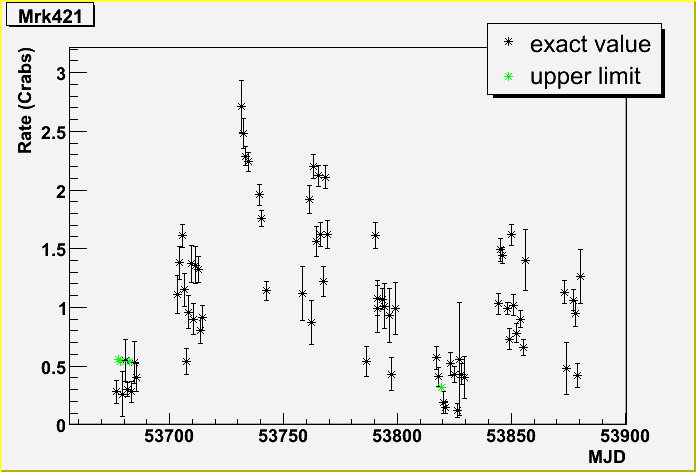 Mrk421
exact value
upper limit
Rate (Crabs)
3
2.5
2
1.5
1
0.5
0
53700
53750
53800
53850
53900
MJD